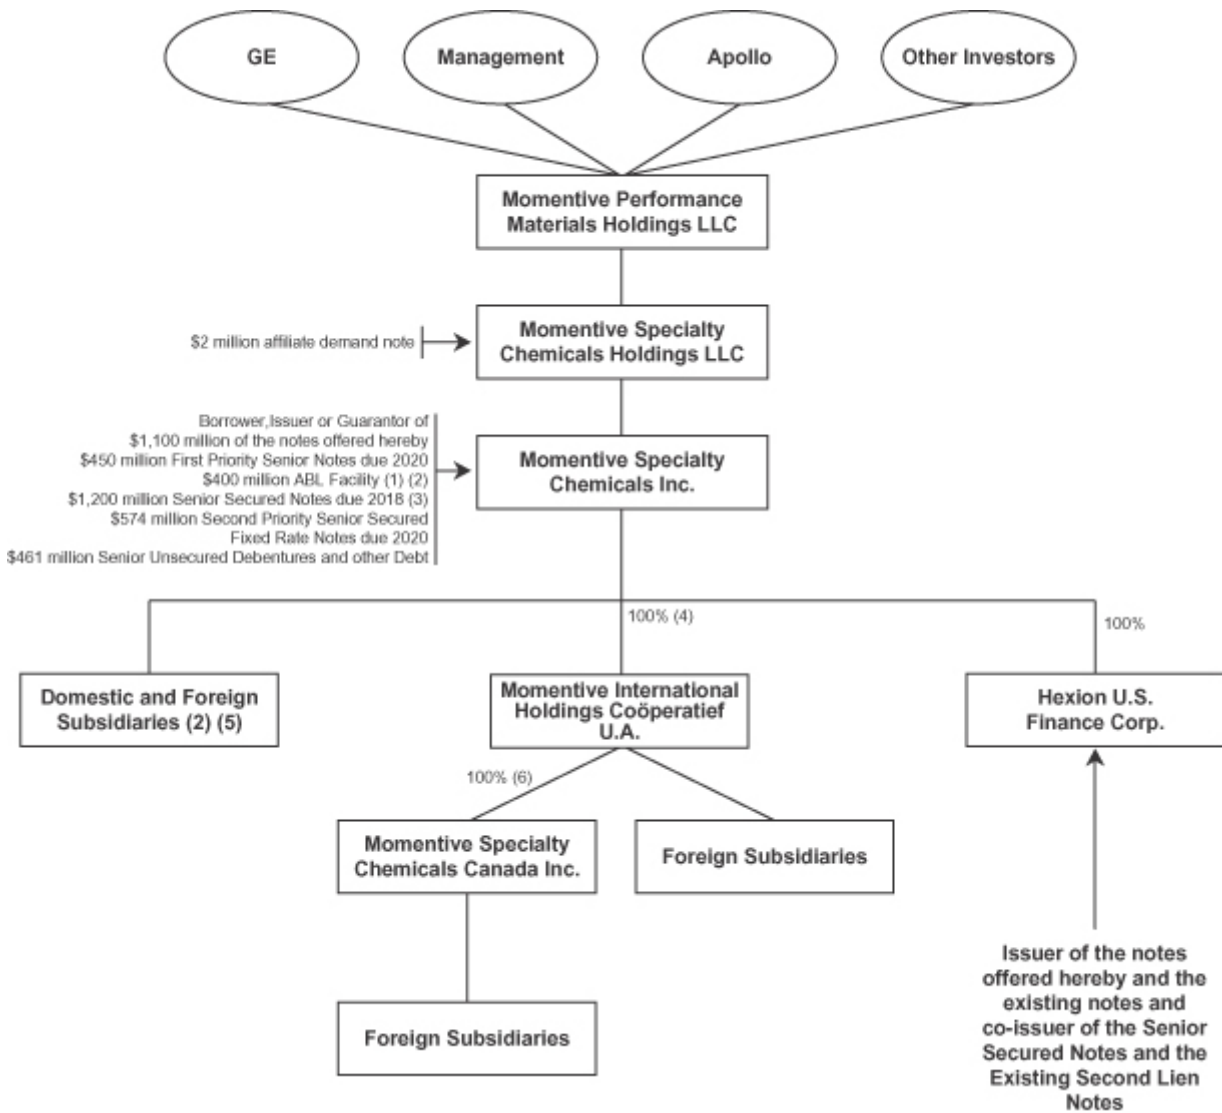 GE
Management
Apollo
Other Investors
Momentive Performance
Materials Holdings LLC
$2 million affiliate demand note
Momentive Specialty
Chemicals Holdings LLC
Borrower,Issuer or Guarantor of
$1,100 million of the notes offered hereby
$450 million First Priority Senior Notes due 2020
$400 million ABL Facility (1) (2)
$1,200 million Senior Secured Notes due 2018 (3)
$574 million Second Priority Senior Secured
Fixed Rate Notes due 2020
$461 million Senior Unsecured Debentures and other Debt
Momentive Specialty
Chemicals Inc.
100% (4)
100%
Domestic and Foreign
Subsidiaries (2) (5)
Momentive International
Holdings Coöperatief
U.A.
Hexion U.S.
Finance Corp.
100% (6)
Momentive Specialty
Chemicals Canada Inc.
Foreign Subsidiaries
Foreign Subsidiaries
Issuer of the notes
offered hereby and the
existing notes and
co-issuer of the Senior
Secured Notes and the
Existing Second Lien
Notes